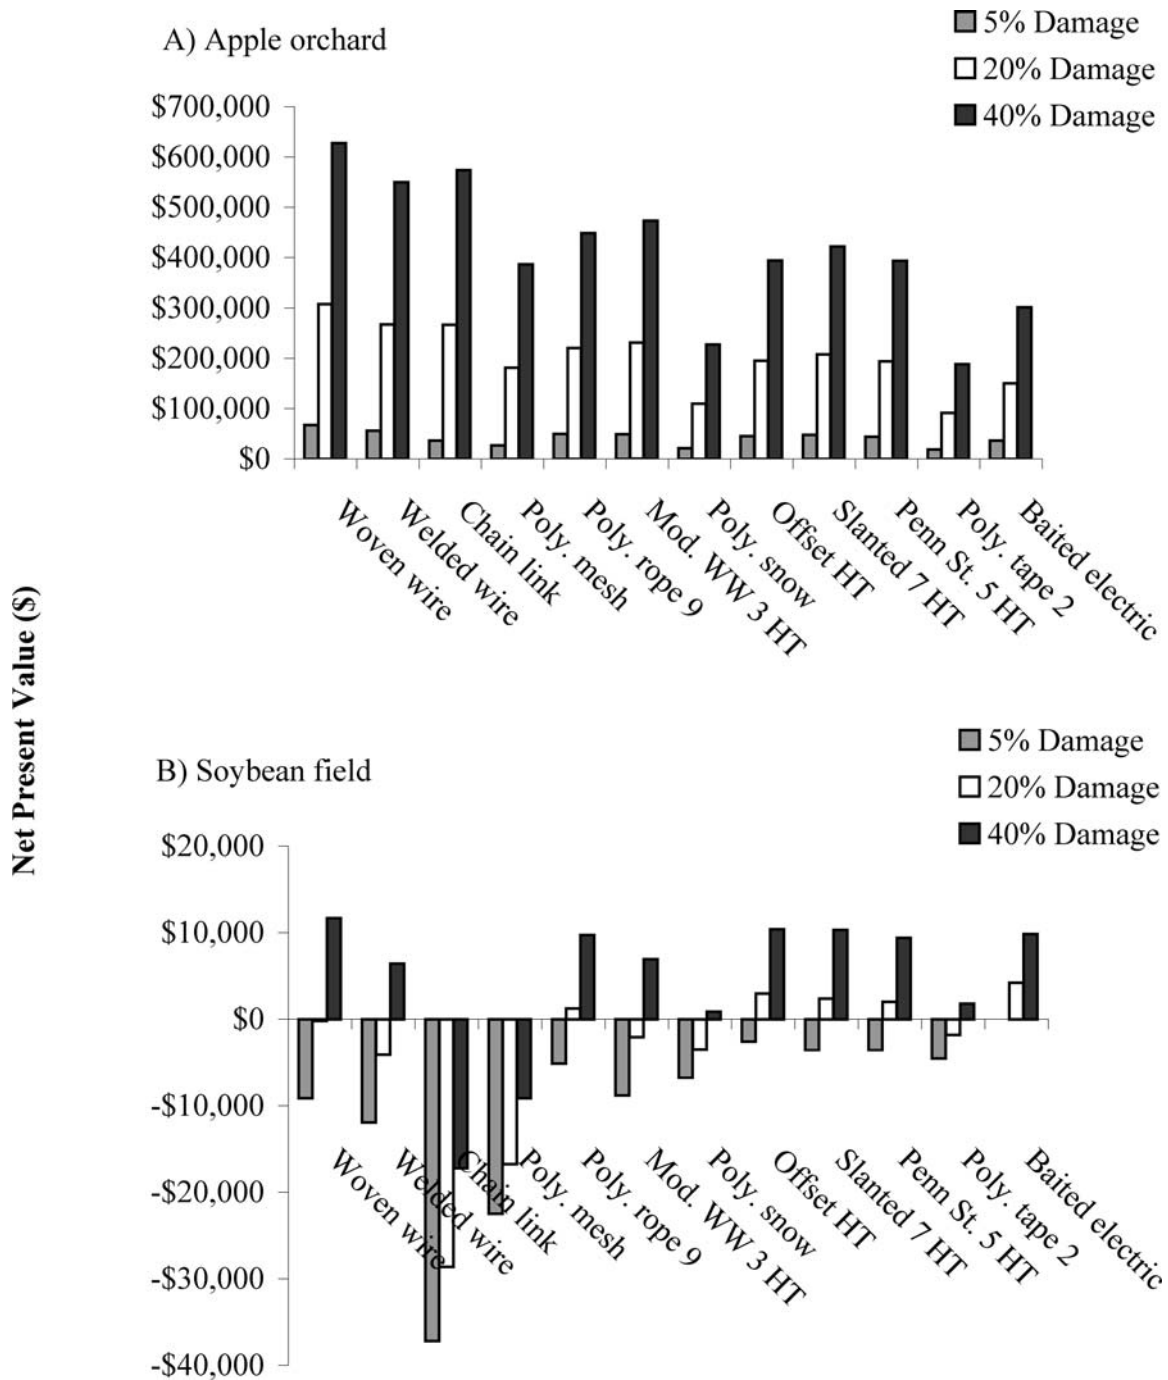 A) Apple orchard
5% Damage
20% Damage
40% Damage
$700,000
$600,000
$500,000
$400,000
$300,000
$200,000
$100,000
$0
Woven wire
Welded wire
Chain link
Poly. mesh
Poly. rope 9
Mod. WW 3 HT
Poly. snow
Offset HT
Slanted 7 HT
Penn St. 5 HT
Poly. tape 2
Baited electric
Net Present Value ($)
B) Soybean field
5% Damage
20% Damage
40% Damage
$20,000
$10,000
$0
-$10,000
-$20,000
-$30,000
-$40,000
Woven wire
Welded wire
Chain link
Poly. mesh
Poly. rope 9
Mod. WW 3 HT
Poly. snow
Offset HT
Slanted 7 HT
Penn St. 5 HT
Poly. tape 2
Baited electric